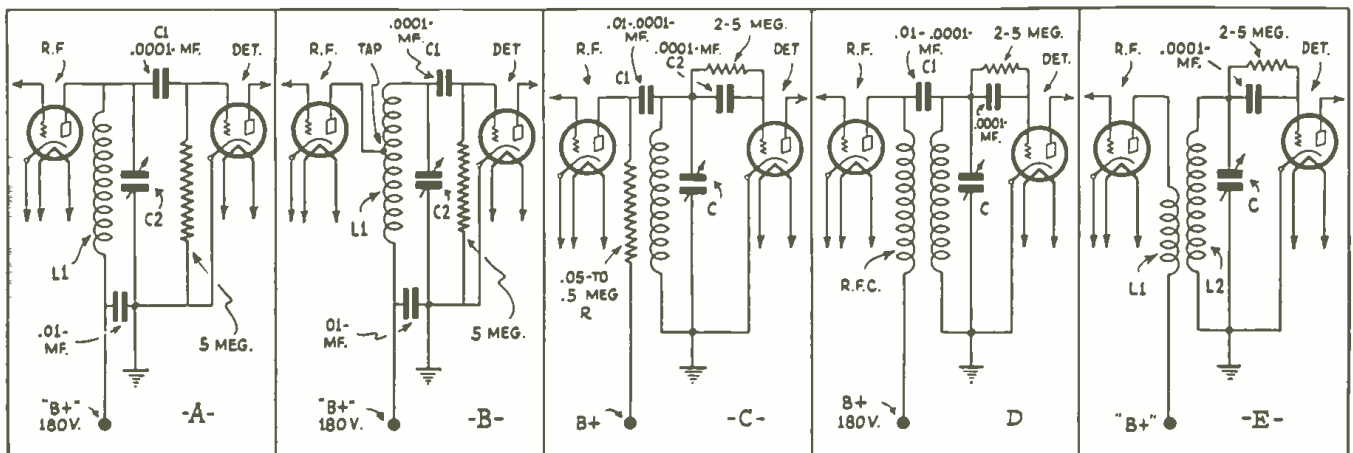 C1
.0001-MF.
R.F.
DET.
C2
L1
.01-
MF.
5 MEG.
"B+"
180V.
-A-
.0001-
MF.
C1
R.F.
TAP
DET
L1
C2
.01-
MF.
5 MEG.
"B+"
180V.
-B-
.01-.0001-
MF.
2-5 MEG.
.0001-MF.
C2
R.F.
C1
DET
C
.05-TO
.5 MEG
R
B+
-C-
.01-.0001-
MF.
C1
2-5 MEG.
R.F.
DET.
.0001-
MF.
C
R.F.C.
B+
180V.
D
2-5 MEG.
.0001-
MF.
R.F.
DET.
C
L1
L2
"B+"
-E-